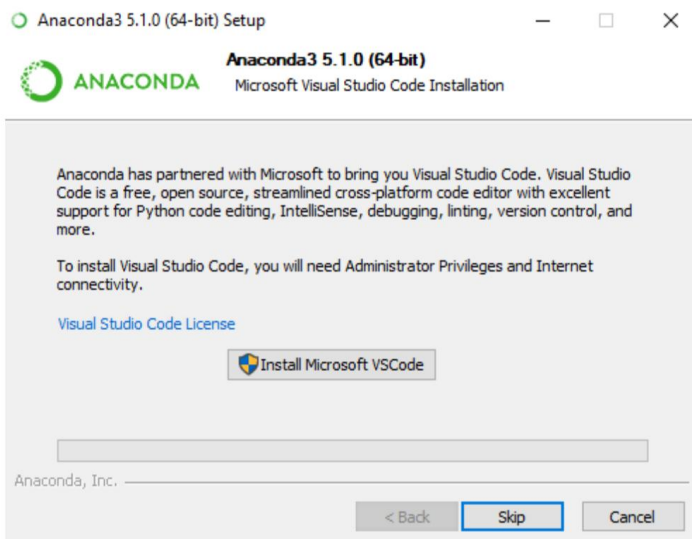 Anaconda3 5.1.0 (64-bit) Setup
Anaconda3 5.1.0 (64-bit)
ANACONDA
Microsoft Visual Studio Code Installation
Anaconda has partnered with Microsoft to bring you Visual Studio Code. Visual Studio
Code is a free, open source, streamlined cross-platform code editor with excellent
support for Python code editing, IntelliSense, debugging, linting, version control, and
more.
To install Visual Studio Code, you will need Administrator Privileges and Internet
connectivity.
Visual Studio Code License
Install Microsoft VSCode
Anaconda, Inc.
< Back Skip Cancel